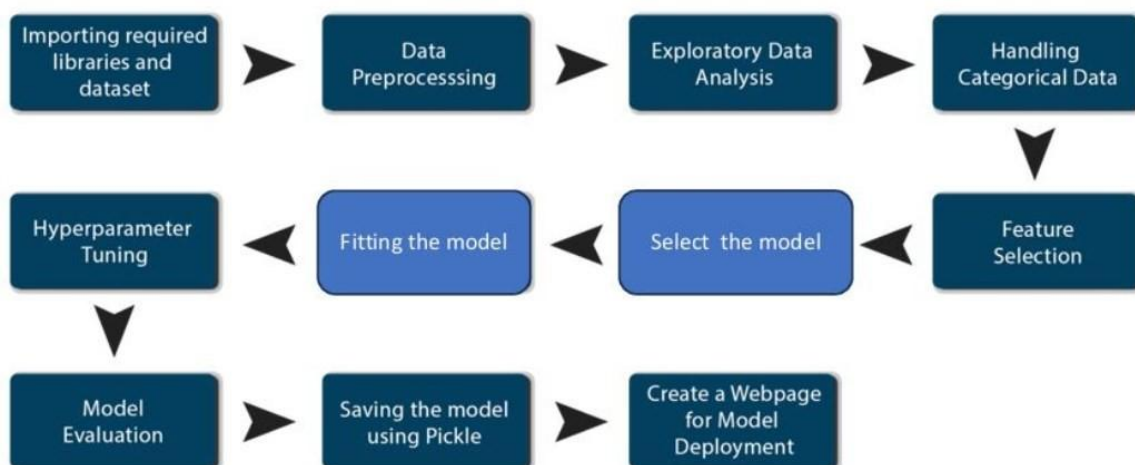 Importing required
libraries and
dataset
Data
Preprocesssing
Exploratory Data
Analysis
Handling
Categorical Data
Feature
Selection
Select the model
Fitting the model
Hyperparameter
Tuning
Model
Evaluation
Saving the model
using Pickle
Create a Webpage
for Model
Deployment